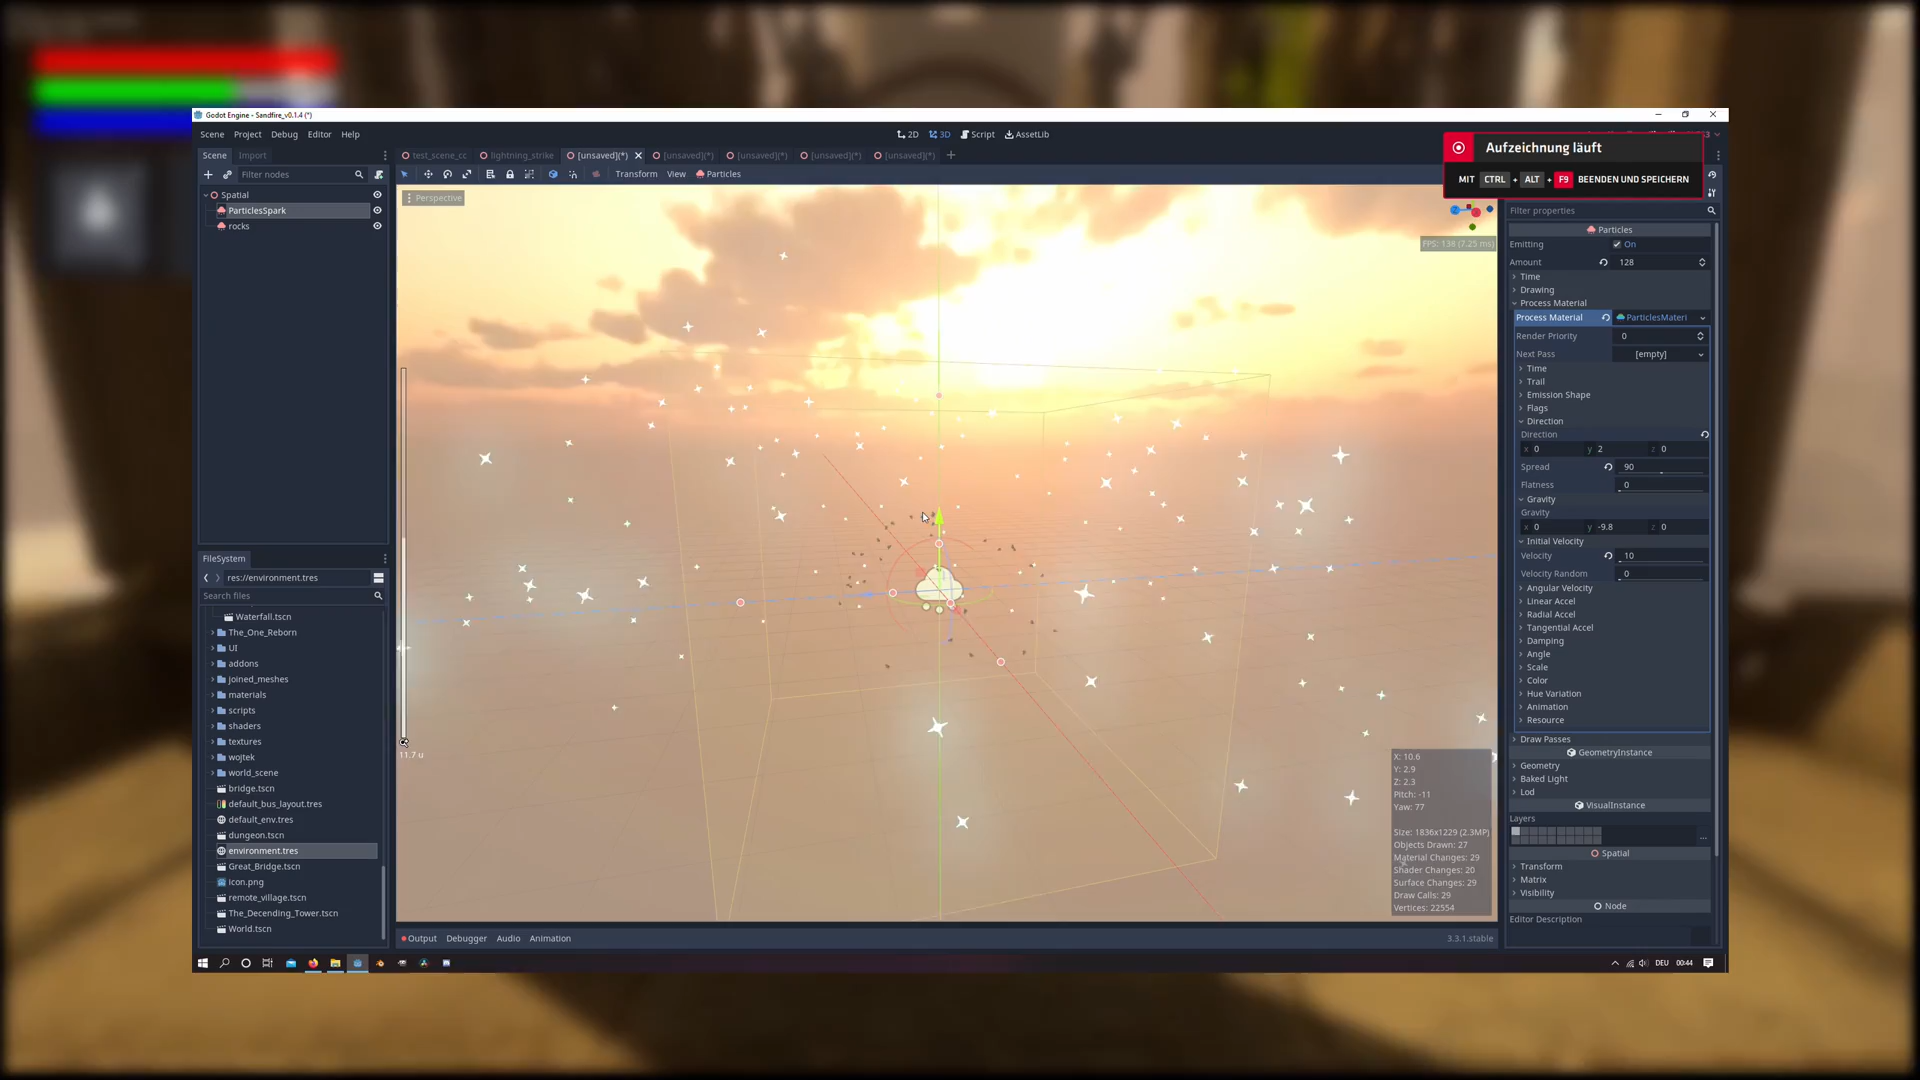 Godot Engine - Sandfire_v0.1.4 (*)
Scene Project Debug Editor Help
2D 3D Script AssetLib
Aufzeichnung läuft
MIT CTRL + ALT + F9 BEENDEN UND SPEICHERN
Scene Import
test_scene_cc lightning_strike [unsaved](*) [unsaved](*) [unsaved](*) [unsaved](*) [unsaved](*)
Filter nodes
Transform View Particles
Spatial
ParticlesSpark
rocks
Perspective
FPS: 138 (7.25 ms)
11.7 u
X: 10.6
Y: 2.9
Z: 2.3
Pitch: -11
Yaw: 77
Size: 1836x1229 (2.3MP)
Objects Drawn: 27
Material Changes: 29
Shader Changes: 20
Surface Changes: 29
Draw Calls: 29
Vertices: 22554
FileSystem
res://environment.tres
Search files
Waterfall.tscn
The_One_Reborn
UI
addons
joined_meshes
materials
scripts
shaders
textures
wojtek
world_scene
bridge.tscn
default_bus_layout.tres
default_env.tres
dungeon.tscn
environment.tres
Great_Bridge.tscn
icon.png
remote_village.tscn
The_Decending_Tower.tscn
World.tscn
Output Debugger Audio Animation
3.3.1.stable
Filter properties
Particles
Emitting On
Amount 128
Time
Drawing
Process Material
Process Material ParticlesMateri
Render Priority 0
Next Pass [empty]
Time
Trail
Emission Shape
Flags
Direction
Direction
x 0 y 2 z 0
Spread 90
Flatness 0
Gravity
Gravity
x 0 y -9.8 z 0
Initial Velocity
Velocity 10
Velocity Random 0
Angular Velocity
Linear Accel
Radial Accel
Tangential Accel
Damping
Angle
Scale
Color
Hue Variation
Animation
Resource
Draw Passes
GeometryInstance
Geometry
Baked Light
Lod
VisualInstance
Layers
...
Spatial
Transform
Matrix
Visibility
Node
Editor Description
DEU 00:44